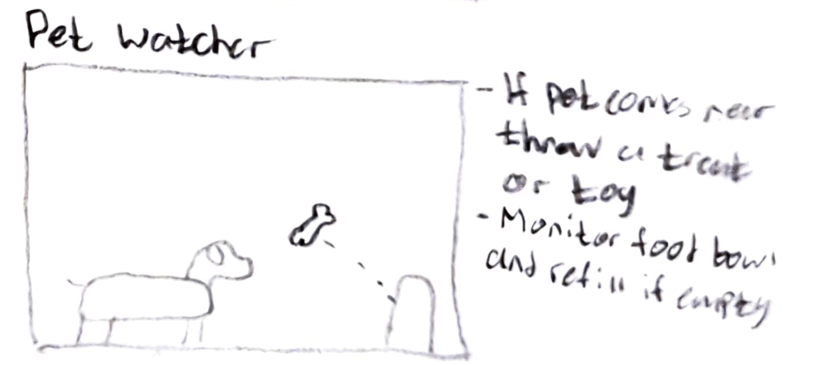 Pet Watcher
- If pet comes near
throw a treat
or toy
- Monitor food bowl
and refill if empty